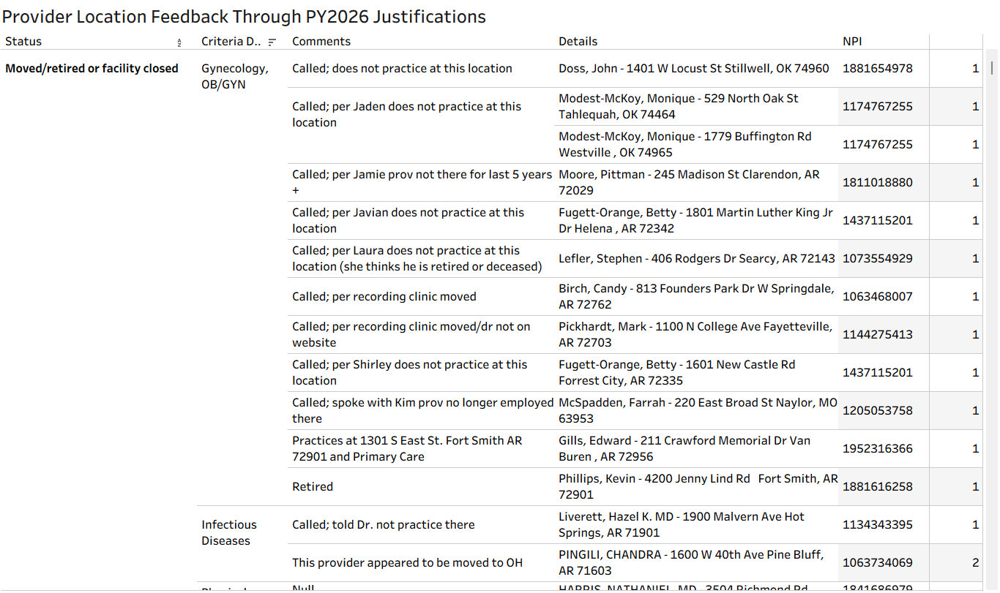 Provider Location Feedback Through PY2026 Justifications
Status Criteria D.. Comments Details NPI
Moved/retired or facility closed
Gynecology,
OB/GYN
Called; does not practice at this location
Doss, John - 1401 W Locust St Stillwell, OK 74960
1881654978
1
Called; per Jaden does not practice at this
location
Modest-McKoy, Monique - 529 North Oak St
Tahlequah, OK 74464
1174767255
1
Modest-McKoy, Monique - 1779 Buffington Rd
Westville , OK 74965
1174767255
1
Called; per Jamie prov not there for last 5 years
+
Moore, Pittman - 245 Madison St Clarendon, AR
72029
1811018880
1
Called; per Javian does not practice at this
location
Fugett-Orange, Betty - 1801 Martin Luther King Jr
Dr Helena , AR 72342
1437115201
1
Called; per Laura does not practice at this
location (she thinks he is retired or deceased)
Lefler, Stephen - 406 Rodgers Dr Searcy, AR 72143
1073554929
1
Called; per recording clinic moved
Birch, Candy - 813 Founders Park Dr W Springdale,
AR 72762
1063468007
1
Called; per recording clinic moved/dr not on
website
Pickhardt, Mark - 1100 N College Ave Fayetteville,
AR 72703
1144275413
1
Called; per Shirley does not practice at this
location
Fugett-Orange, Betty - 1601 New Castle Rd
Forrest City, AR 72335
1437115201
1
Called; spoke with Kim prov no longer employed
there
McSpadden, Farrah - 220 East Broad St Naylor, MO
63953
1205053758
1
Practices at 1301 S East St. Fort Smith AR
72901 and Primary Care
Gills, Edward - 211 Crawford Memorial Dr Van
Buren , AR 72956
1952316366
1
Retired
Phillips, Kevin - 4200 Jenny Lind Rd   Fort Smith, AR
72901
1881616258
1
Infectious
Diseases
Called; told Dr. not practice there
Liverett, Hazel K. MD - 1900 Malvern Ave Hot
Springs, AR 71901
1134343395
1
This provider appeared to be moved to OH
PINGILI, CHANDRA - 1600 W 40th Ave Pine Bluff,
AR 71603
1063734069
2
Null
HARRIS, NATHANIEL, MD - 3504 Richmond Rd
1841686979